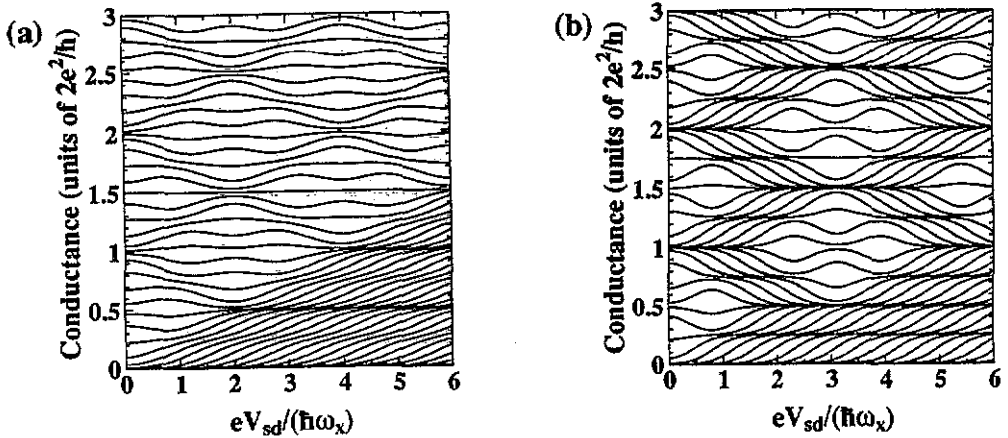 (a)
Conductance (units of 2e²/h)
3
2.5
2
1.5
1
0.5
0
0 1 2 3 4 5 6
eV_sd/(ħω_x)
(b)
Conductance (units of 2e²/h)
3
2.5
2
1.5
1
0.5
0
0 1 2 3 4 5 6
eV_sd/(ħω_x)